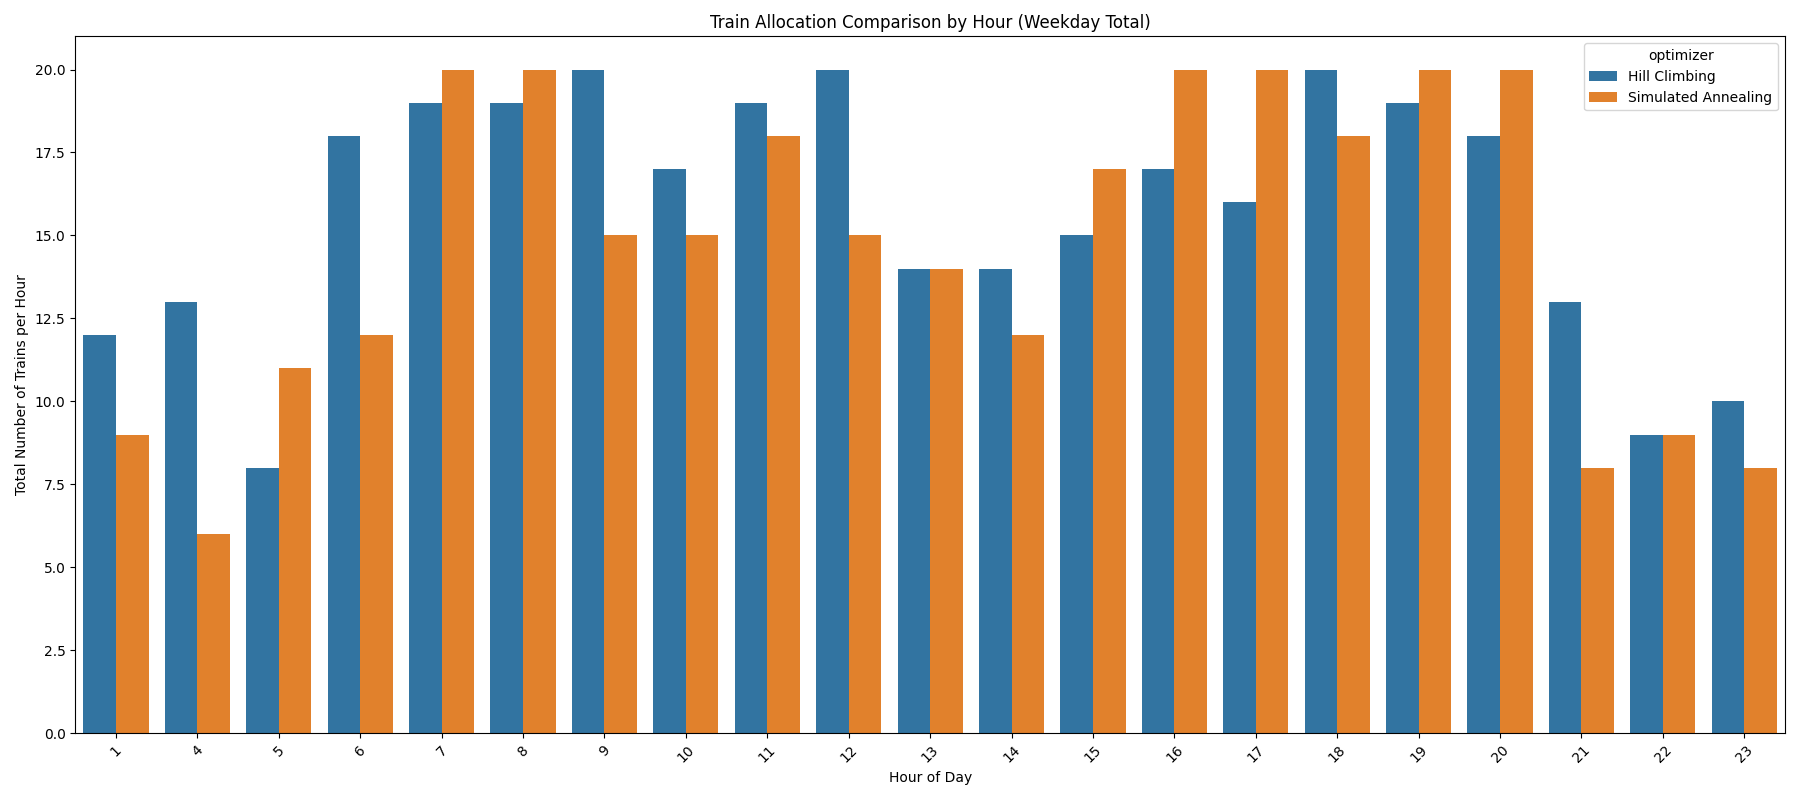 Train Allocation Comparison by Hour (Weekday Total)
optimizer
Hill Climbing
Simulated Annealing
Total Number of Trains per Hour
20.0
17.5
15.0
12.5
10.0
7.5
5.0
2.5
0.0
1 4 5 6 7 8 9 10 11 12 13 14 15 16 17 18 19 20 21 22 23
Hour of Day